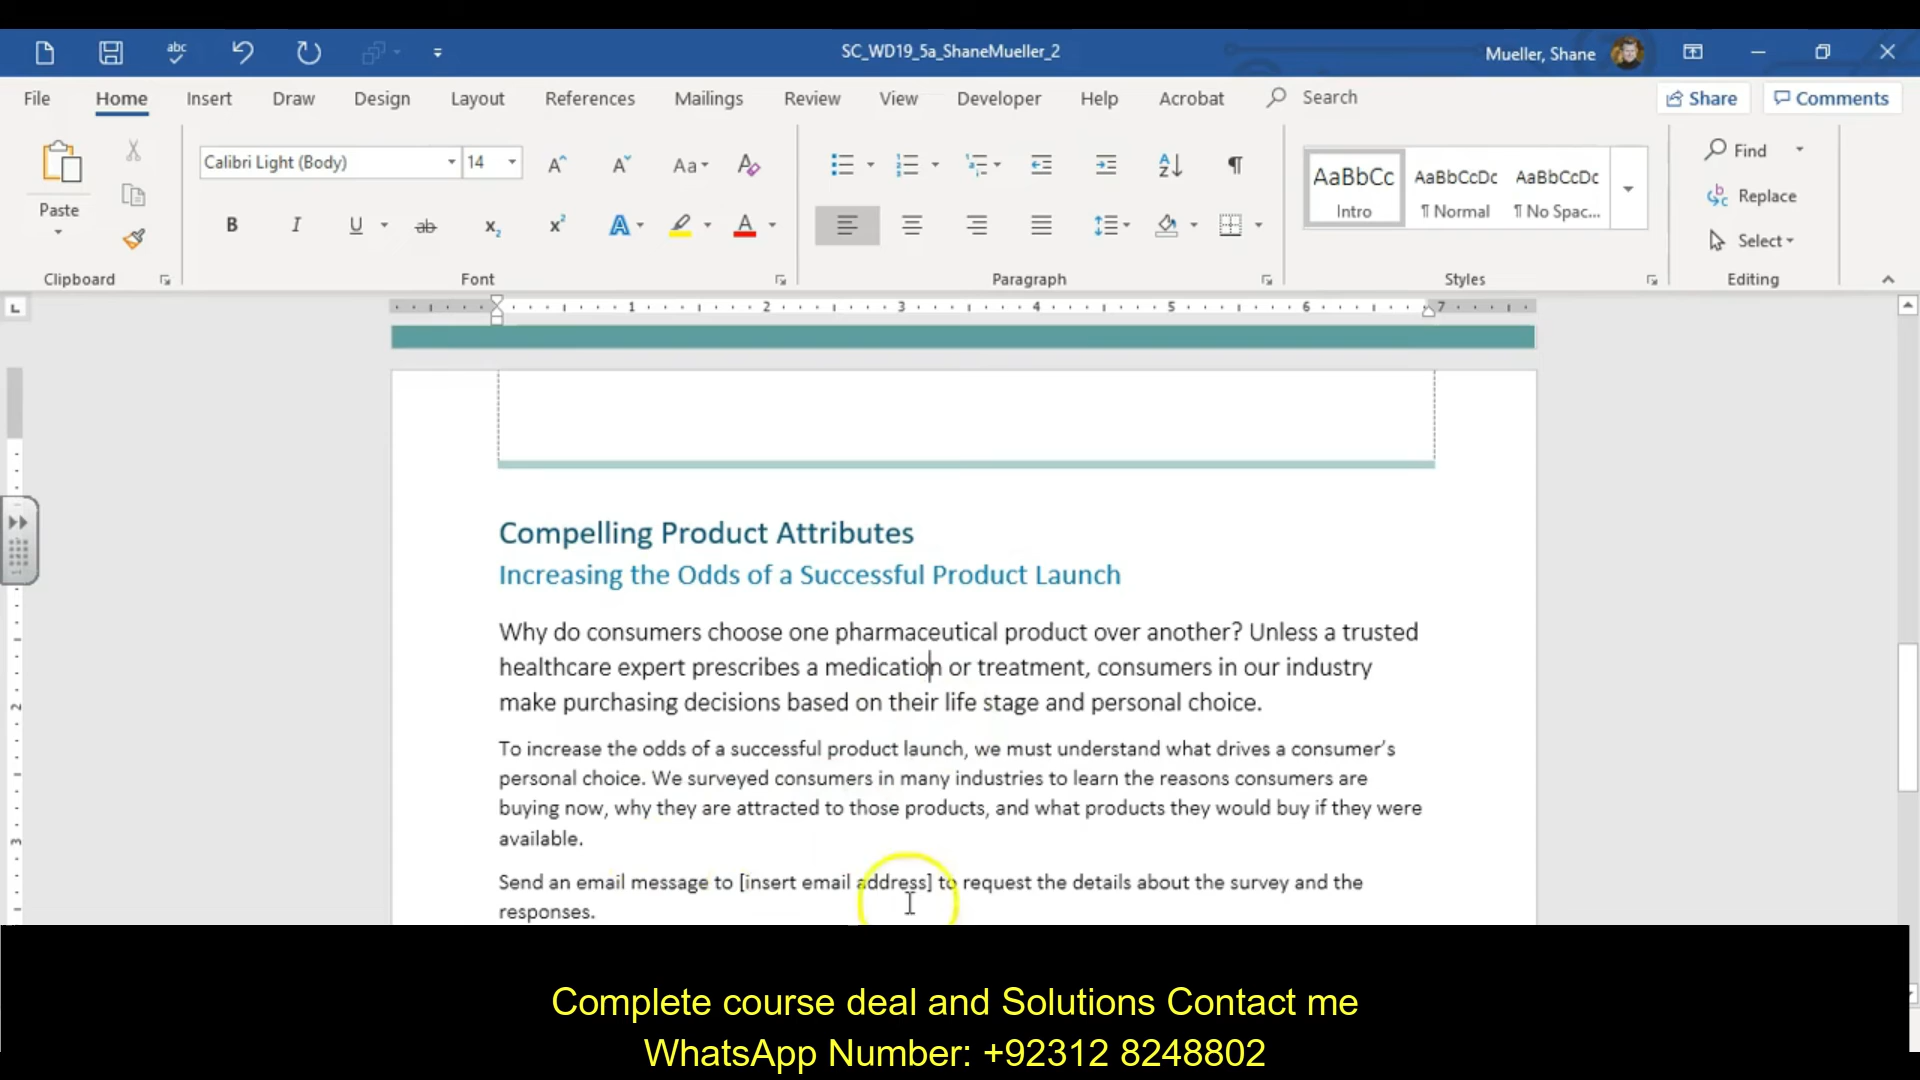 SC_WD19_5a_ShaneMueller_2
Mueller, Shane
File Home Insert Draw Design Layout References Mailings Review View Developer Help Acrobat Search Share Comments
Paste
Clipboard
Calibri Light (Body) 14
Font
Paragraph
AaBbCc AaBbCcDc AaBbCcDc
Intro ¶ Normal ¶ No Spac...
Styles
Find
Replace
Select
Editing
1 2 3 4 5 6 7
Compelling Product Attributes
Increasing the Odds of a Successful Product Launch
Why do consumers choose one pharmaceutical product over another? Unless a trusted
healthcare expert prescribes a medication or treatment, consumers in our industry
make purchasing decisions based on their life stage and personal choice.
To increase the odds of a successful product launch, we must understand what drives a consumer’s
personal choice. We surveyed consumers in many industries to learn the reasons consumers are
buying now, why they are attracted to those products, and what products they would buy if they were
available.
Send an email message to [insert email address] to request the details about the survey and the
responses.
Complete course deal and Solutions Contact me
WhatsApp Number: +92312 8248802